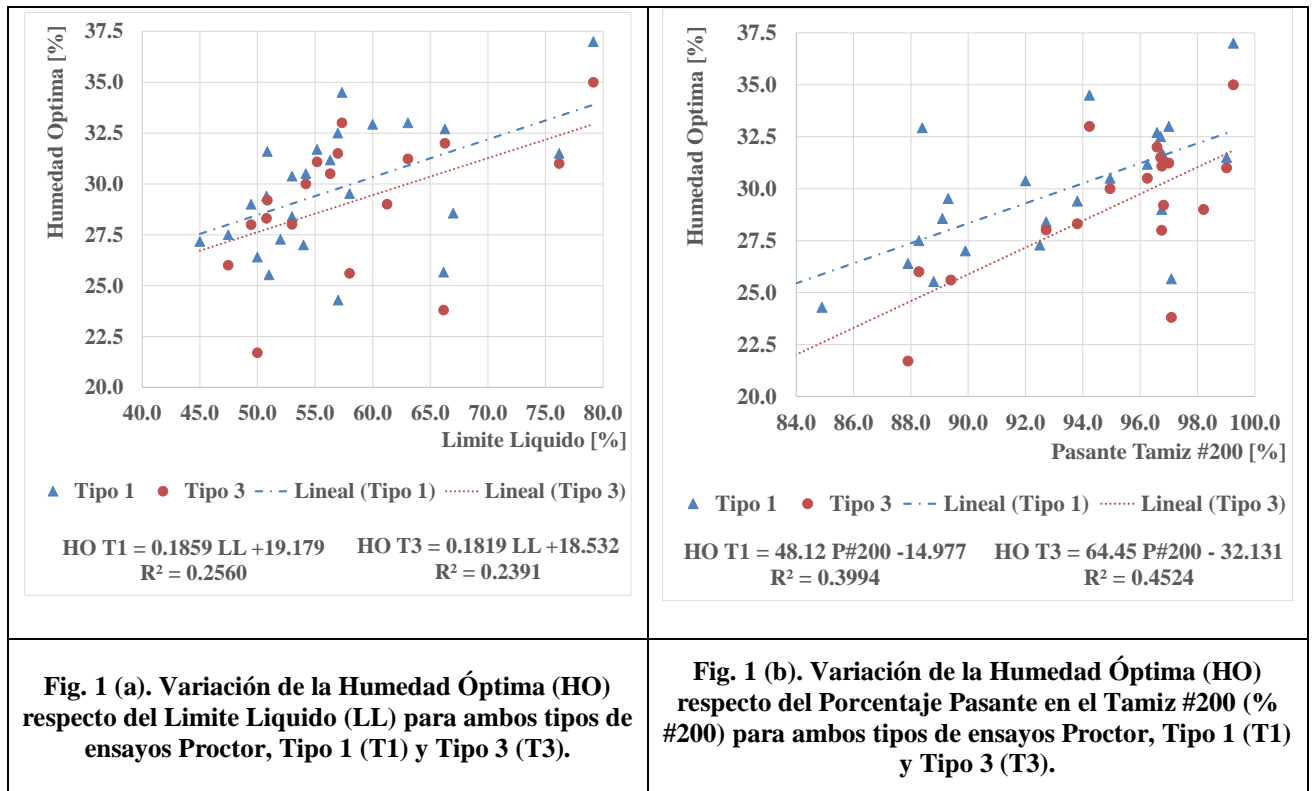 Humedad Optima [%]
37.5
35.0
32.5
30.0
27.5
25.0
22.5
20.0
40.0 45.0 50.0 55.0 60.0 65.0 70.0 75.0 80.0
Limite Liquido [%]
Tipo 1 Tipo 3 Lineal (Tipo 1) Lineal (Tipo 3)
HO T1 = 0.1859 LL +19.179
R² = 0.2560
HO T3 = 0.1819 LL +18.532
R² = 0.2391
Fig. 1 (a). Variación de la Humedad Óptima (HO)
respecto del Limite Liquido (LL) para ambos tipos de
ensayos Proctor, Tipo 1 (T1) y Tipo 3 (T3).
Humedad Optima [%]
37.5
35.0
32.5
30.0
27.5
25.0
22.5
20.0
84.0 86.0 88.0 90.0 92.0 94.0 96.0 98.0 100.0
Pasante Tamiz #200 [%]
Tipo 1 Tipo 3 Lineal (Tipo 1) Lineal (Tipo 3)
HO T1 = 48.12 P#200 -14.977
R² = 0.3994
HO T3 = 64.45 P#200 - 32.131
R² = 0.4524
Fig. 1 (b). Variación de la Humedad Óptima (HO)
respecto del Porcentaje Pasante en el Tamiz #200 (%
#200) para ambos tipos de ensayos Proctor, Tipo 1 (T1)
y Tipo 3 (T3).